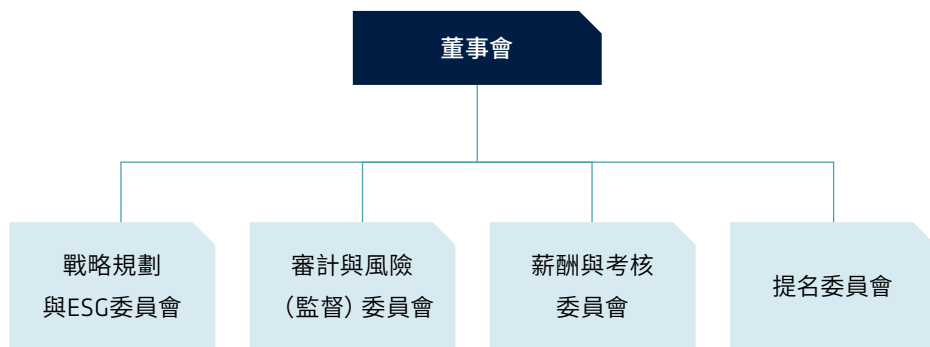 董事會
戰略規劃
與ESG委員會
審計與風險
（監督）委員會
薪酬與考核
委員會
提名委員會